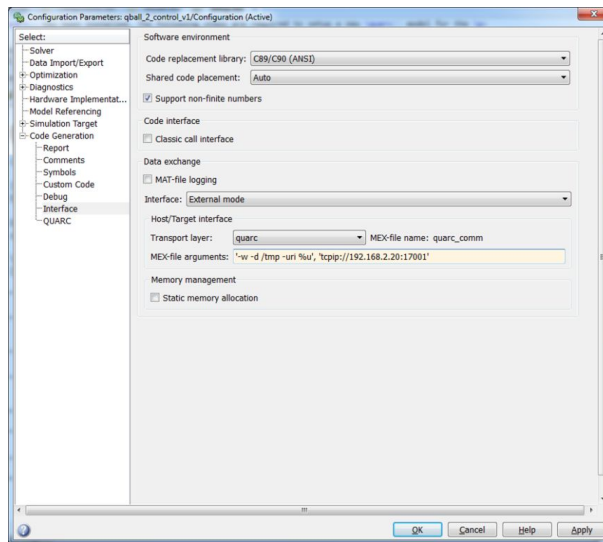 Configuration Parameters: qball_2_control_v1/Configuration (Active)
Select:
Solver
Data Import/Export
Optimization
Diagnostics
Hardware Implementat...
Model Referencing
Simulation Target
Code Generation
Report
Comments
Symbols
Custom Code
Debug
Interface
QUARC
Software environment
Code replacement library: C89/C90 (ANSI)
Shared code placement: Auto
Support non-finite numbers
Code interface
Classic call interface
Data exchange
MAT-file logging
Interface: External mode
Host/Target interface
Transport layer: quarc MEX-file name: quarc_comm
MEX-file arguments: '-w -d /tmp -uri %u', 'tcpip://192.168.2.20:17001'
Memory management
Static memory allocation
OK Cancel Help Apply